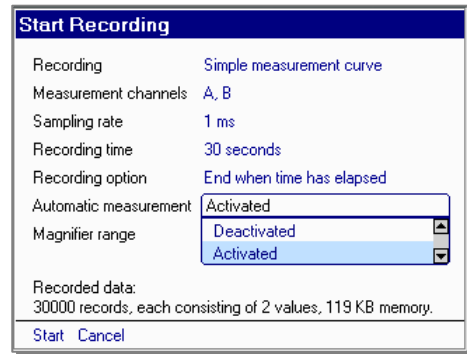 Start Recording
Recording Simple measurement curve
Measurement channels A, B
Sampling rate 1 ms
Recording time 30 seconds
Recording option End when time has elapsed
Automatic measurement Activated
Magnifier range Deactivated
Activated
Recorded data:
30000 records, each consisting of 2 values, 119 KB memory.
Start Cancel